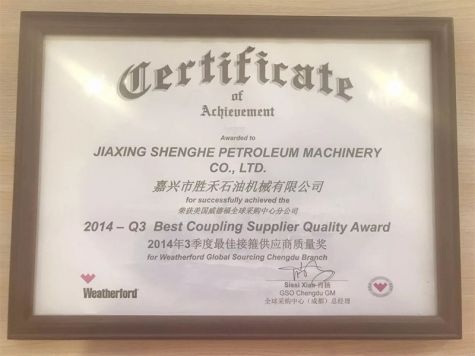 Certificate
of
Achievement
Awarded to
JIAXING SHENGHE PETROLEUM MACHINERY
CO., LTD.
嘉兴市胜禾石油机械有限公司
for successfully achieved the
荣获美国威德福全球采购中心分公司
2014 – Q3 Best Coupling Supplier Quality Award
2014年3季度最佳接箍供应商质量奖
for Weatherford Global Sourcing Chengdu Branch
Sissi Xiao 肖扬
GSO Chengdu GM
全球采购中心（成都）总经理
Weatherford